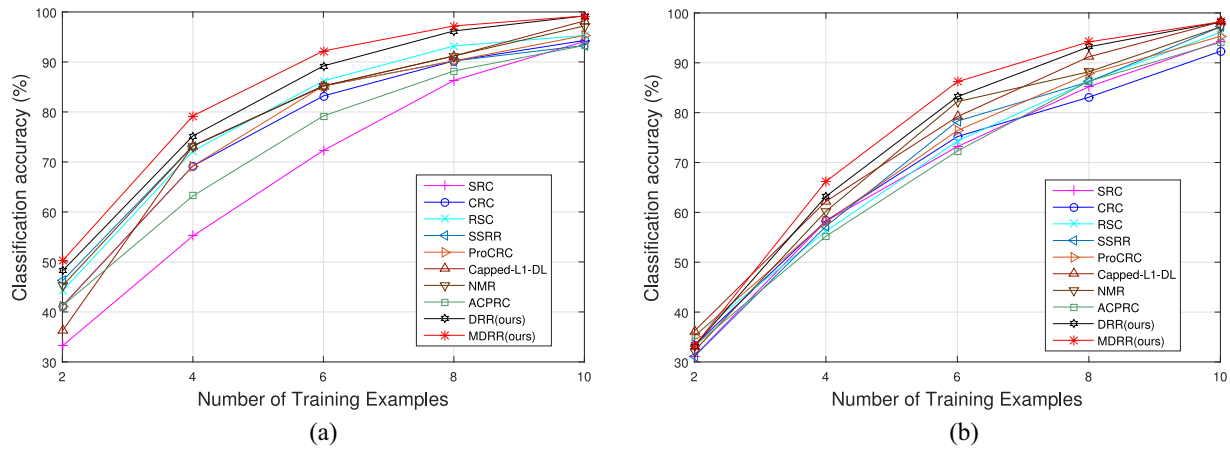 100
90
80
70
60
50
40
30
Classification accuracy (%)
SRC
CRC
RSC
SSRR
ProCRC
Capped-L1-DL
NMR
ACPRC
DRR(ours)
MDRR(ours)
2 4 6 8 10
Number of Training Examples
(a)
100
90
80
70
60
50
40
30
Classification accuracy (%)
SRC
CRC
RSC
SSRR
ProCRC
Capped-L1-DL
NMR
ACPRC
DRR(ours)
MDRR(ours)
2 4 6 8 10
Number of Training Examples
(b)